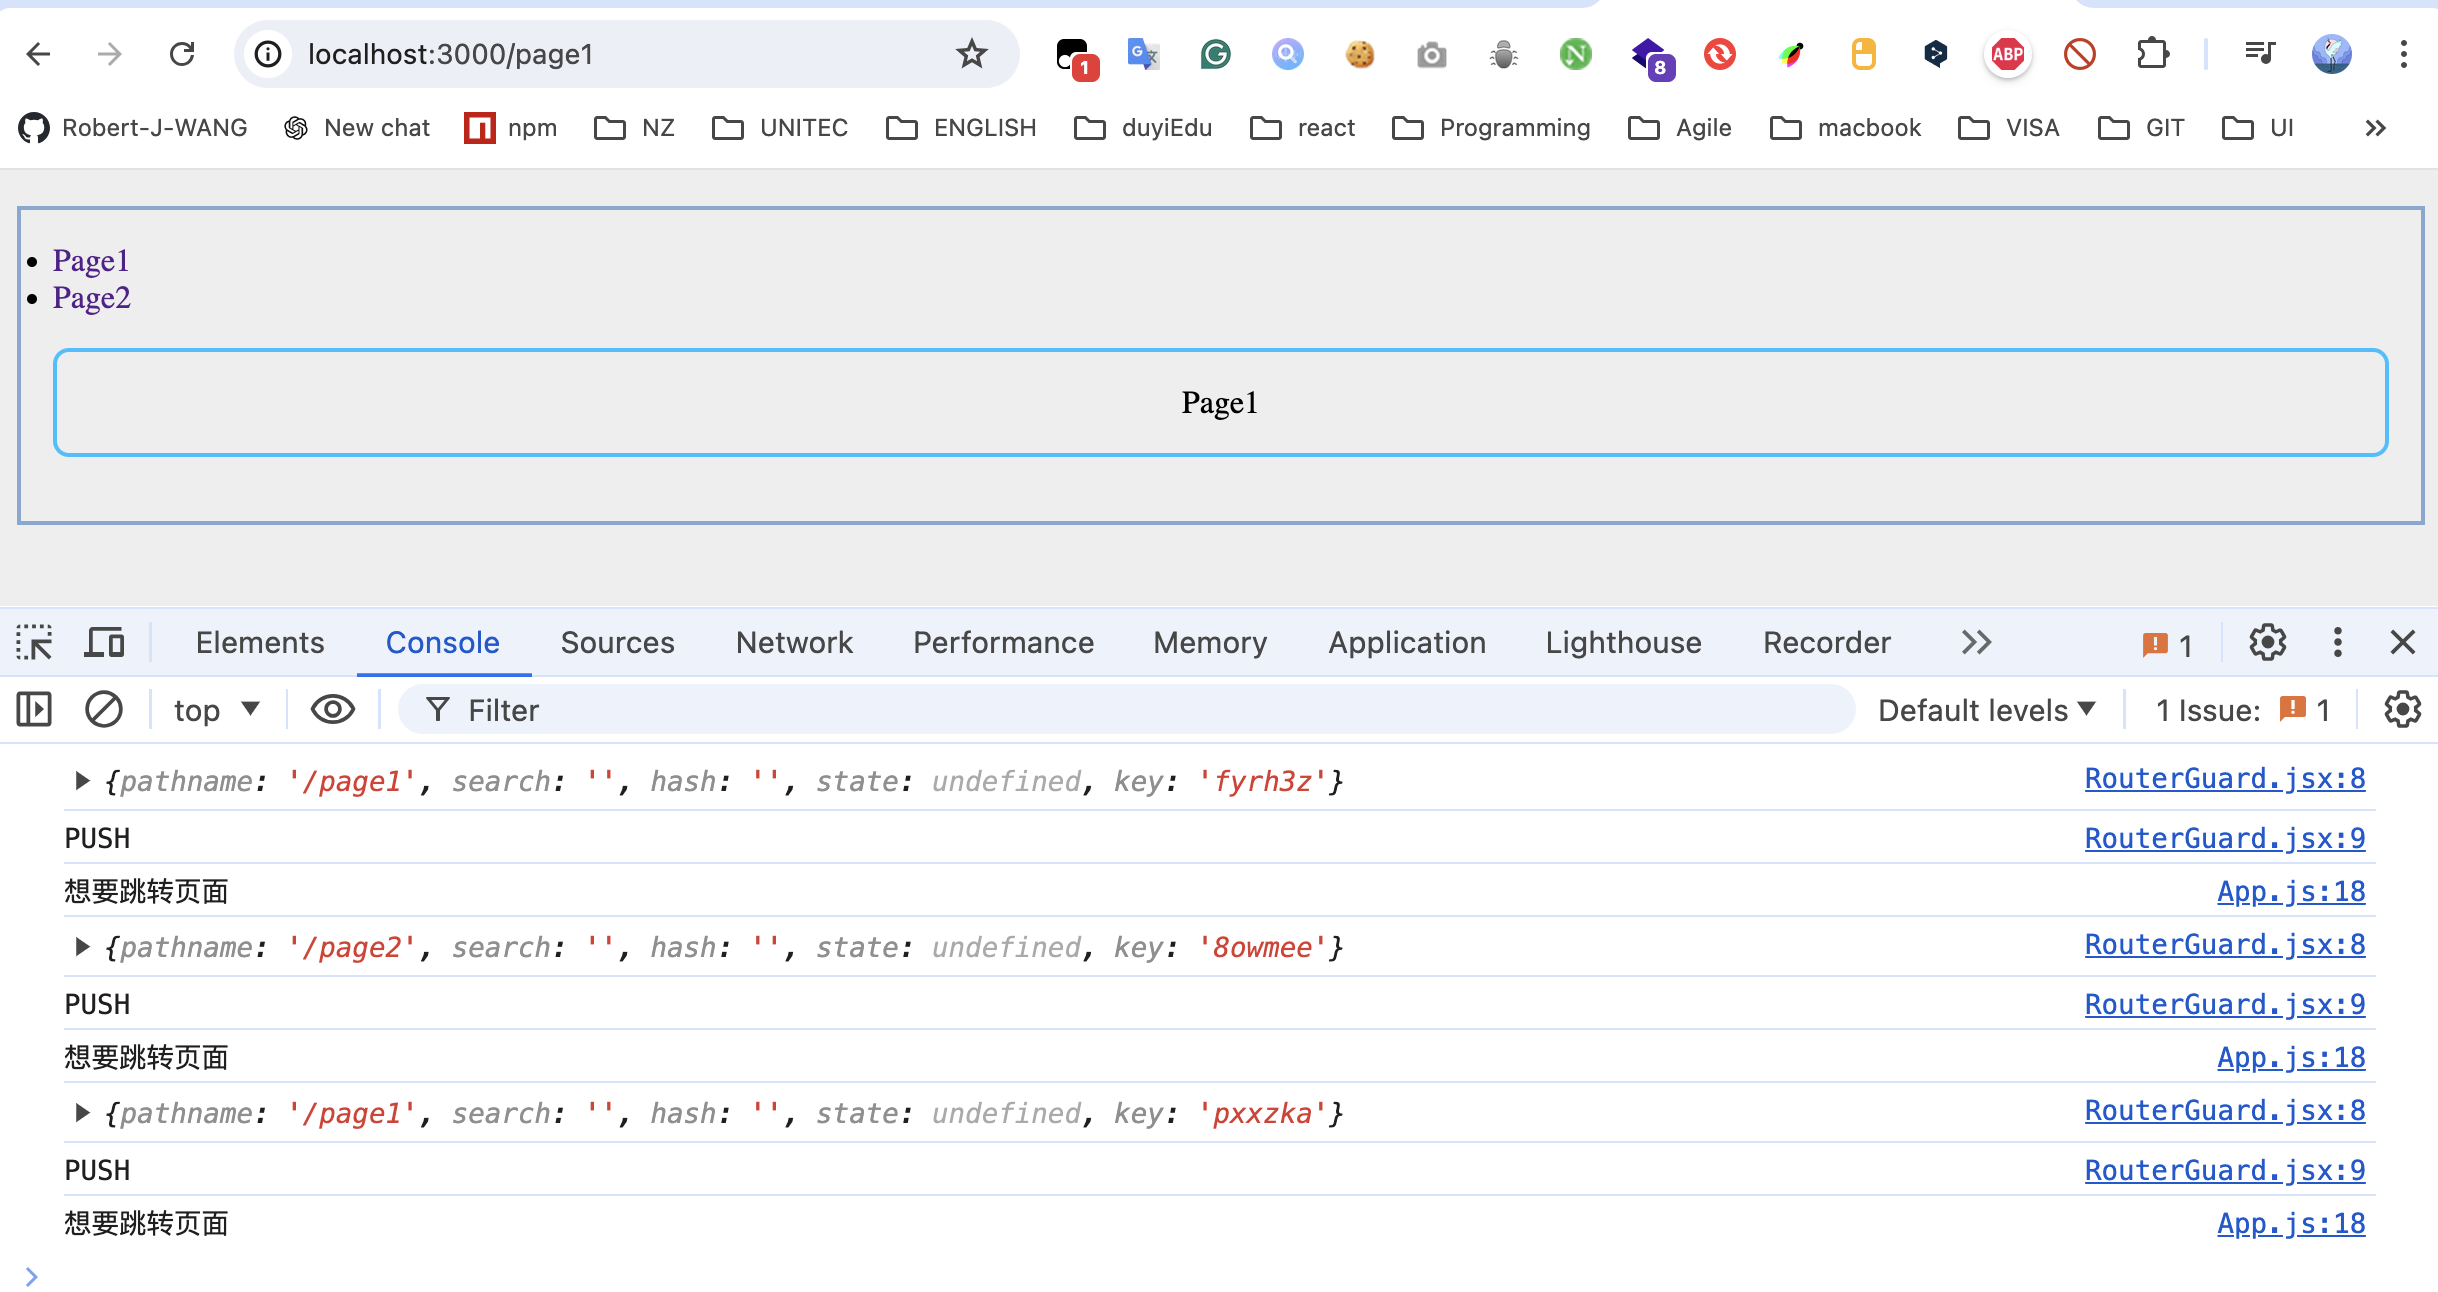 localhost:3000/page1
1
8
ABP
Robert-J-WANG New chat npm NZ UNITEC ENGLISH duyiEdu react Programming Agile macbook VISA GIT UI
Page1
Page2
Page1
Elements Console Sources Network Performance Memory Application Lighthouse Recorder 1
top Filter Default levels 1 Issue: 1
{pathname: '/page1', search: '', hash: '', state: undefined, key: 'fyrh3z'} RouterGuard.jsx:8
PUSH RouterGuard.jsx:9
想要跳转页面 App.js:18
{pathname: '/page2', search: '', hash: '', state: undefined, key: '8owmee'} RouterGuard.jsx:8
PUSH RouterGuard.jsx:9
想要跳转页面 App.js:18
{pathname: '/page1', search: '', hash: '', state: undefined, key: 'pxxzka'} RouterGuard.jsx:8
PUSH RouterGuard.jsx:9
想要跳转页面 App.js:18